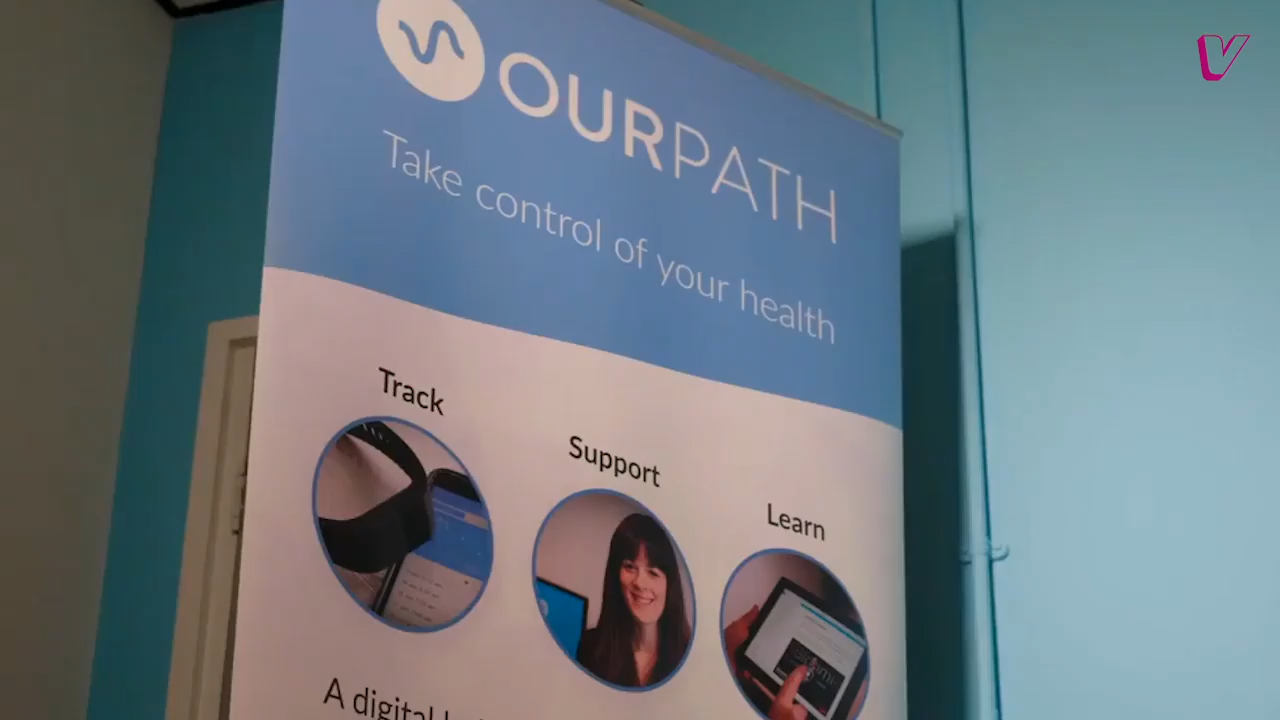 OURPATH
Take control of your health
Track
Support
Learn
A digital